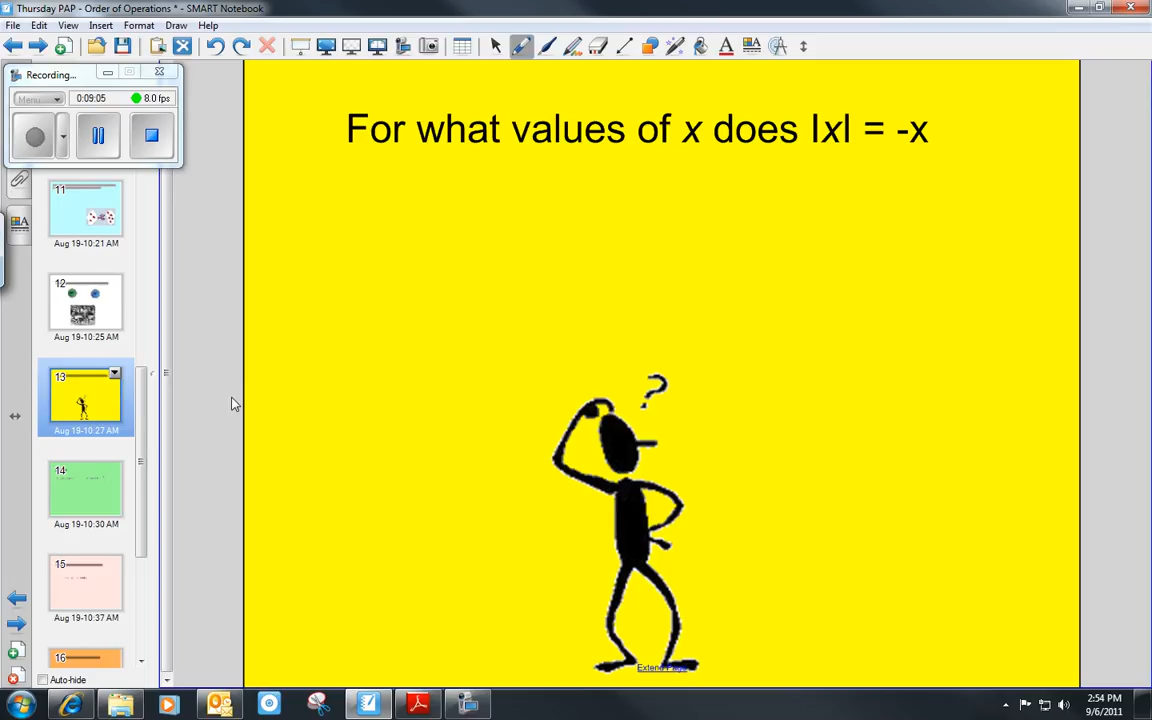 Thursday PAP - Order of Operations * - SMART Notebook
File Edit View Insert Format Draw Help
Recording...
Menu
0:09:05
8.0 fps
For what values of x does IxI = -x
?
11
Aug 19-10:21 AM
12
Aug 19-10:25 AM
13
Aug 19-10:27 AM
14
Aug 19-10:30 AM
15
Aug 19-10:37 AM
16
Auto-hide
2:54 PM
9/6/2011